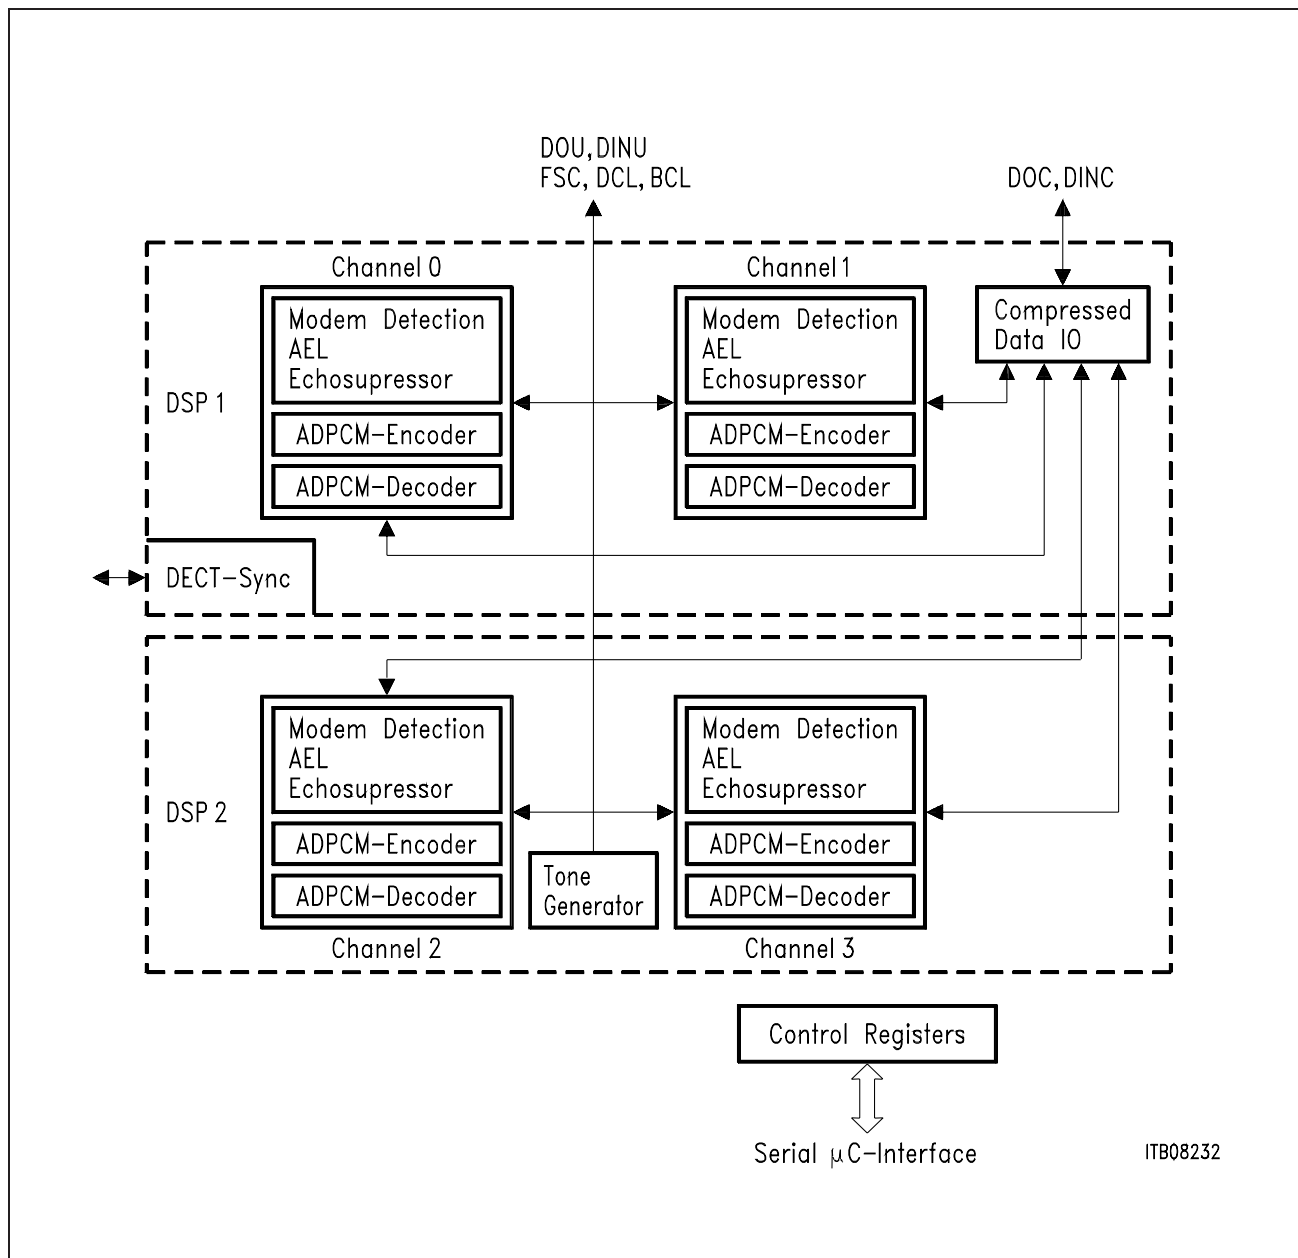 DOU, DINU
FSC, DCL, BCL
DOC, DINC
Channel 0
Channel 1
Modem Detection
AEL
Echosupressor
ADPCM-Encoder
ADPCM-Decoder
Modem Detection
AEL
Echosupressor
ADPCM-Encoder
ADPCM-Decoder
Compressed
Data IO
DSP 1
DECT-Sync
DSP 2
Modem Detection
AEL
Echosupressor
ADPCM-Encoder
ADPCM-Decoder
Tone
Generator
Modem Detection
AEL
Echosupressor
ADPCM-Encoder
ADPCM-Decoder
Channel 2
Channel 3
Control Registers
Serial µC-Interface
ITB08232